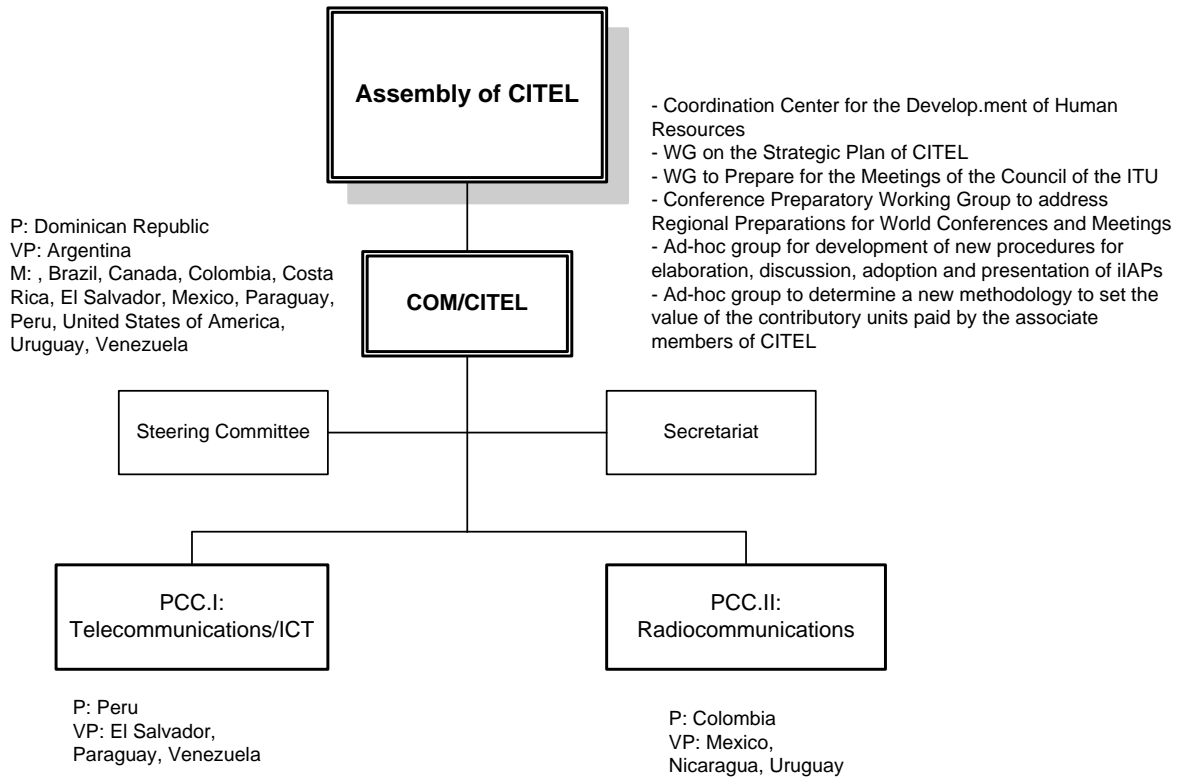 Assembly of CITEL
- Coordination Center for the Develop.ment of Human
Resources
- WG on the Strategic Plan of CITEL
- WG to Prepare for the Meetings of the Council of the ITU
- Conference Preparatory Working Group to address
Regional Preparations for World Conferences and Meetings
- Ad-hoc group for development of new procedures for
elaboration, discussion, adoption and presentation of iIAPs
- Ad-hoc group to determine a new methodology to set the
value of the contributory units paid by the associate
members of CITEL
P: Dominican Republic
VP: Argentina
M: , Brazil, Canada, Colombia, Costa
Rica, El Salvador, Mexico, Paraguay,
Peru, United States of America,
Uruguay, Venezuela
COM/CITEL
Steering Committee
Secretariat
PCC.I:
Telecommunications/ICT
PCC.II:
Radiocommunications
P: Peru
VP: El Salvador,
Paraguay, Venezuela
P: Colombia
VP: Mexico,
Nicaragua, Uruguay